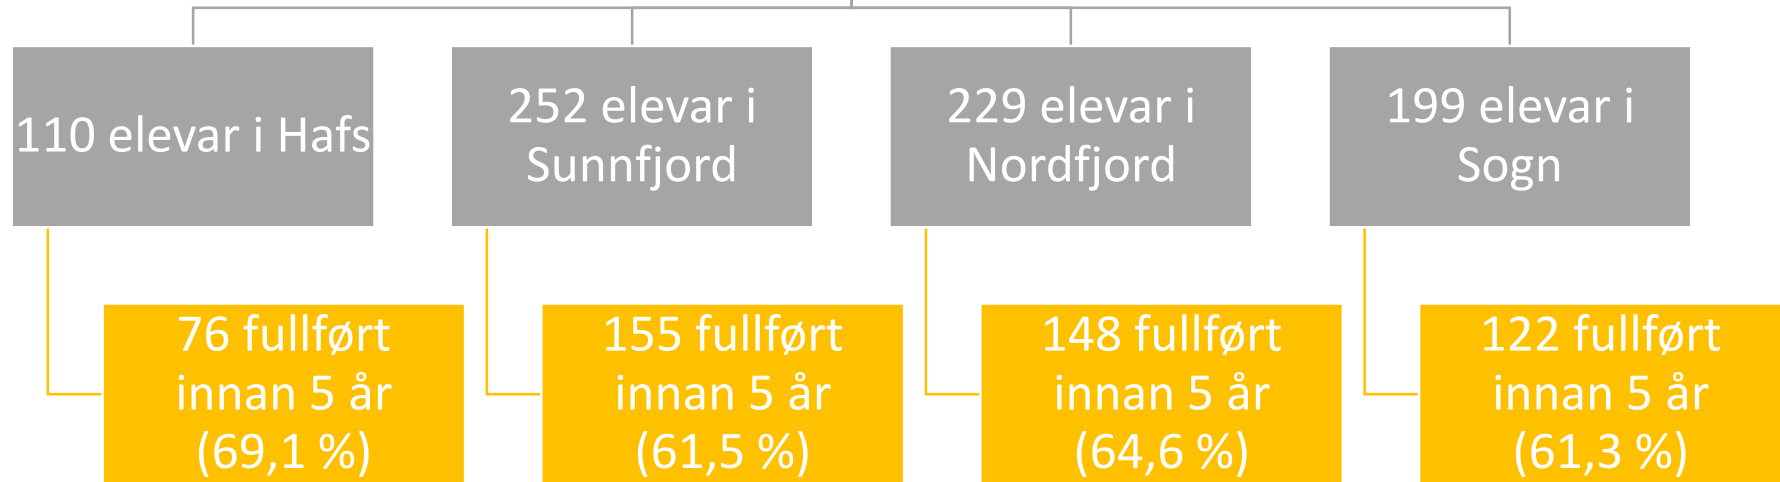 110 elevar i Hafs
252 elevar i
Sunnfjord
229 elevar i
Nordfjord
199 elevar i
Sogn
76 fullført
innan 5 år
(69,1 %)
155 fullført
innan 5 år
(61,5 %)
148 fullført
innan 5 år
(64,6 %)
122 fullført
innan 5 år
(61,3 %)